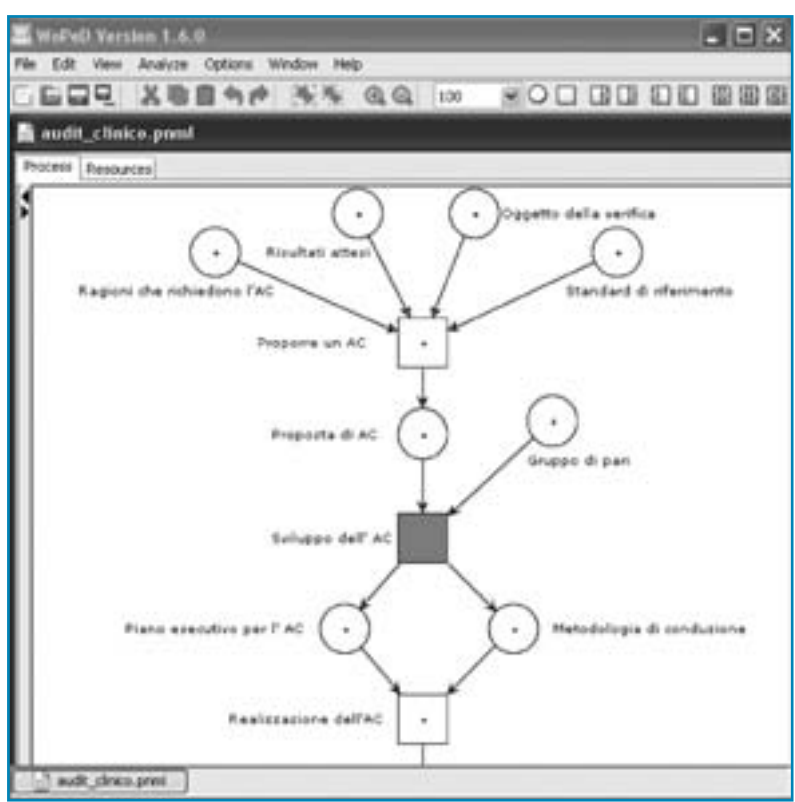 WoPeD Version 1.6.0
File Edit View Analyze Options Window Help
100
audit_clinico.pnml
Process Resources
Oggetto della verifica
Risultati attesi
Ragioni che richiedono l'AC
Standard di riferimento
Proporre un AC
Proposta di AC
Gruppo di pari
Sviluppo dell' AC
Piano esecutivo per l' AC
Metodologia di conduzione
Realizzazione dell'AC
audit_clinico.pnml